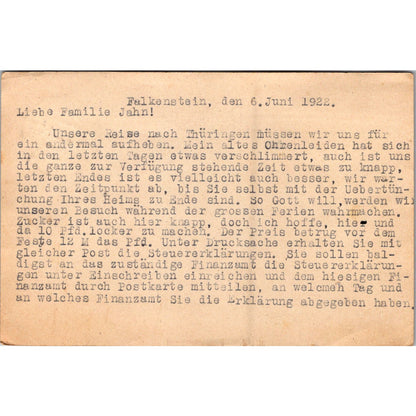 Falkenstein, den 6.Juni 1922.
Liebe Familie Jahn!
Unsere Reise nach Thüringen müssen wir uns für
ein andermal aufheben. Mein altes Ohrenleiden hat sich
in den letzten Tagen etwas verschlimmert, auch ist uns
die ganze zur Verfügung stehende Zeit etwas zu knapp,
letzten Endes ist es vielleicht auch besser, wir war-
ten den Zeitpunkt ab, bis Sie selbst mit der Uebertün-
chung Ihres Heims zu Ende sind. So Gott will,werden wir
unseren Besuch während der grossen Ferien wahrmachen.
Zucker ist auch hier knapp, doch ich hoffe, hier und
da 10 Pfd.locker zu machen. Der Preis betrug vor dem
Feste 12 M das Pfd. Unter Drucksache erhalten Sie mit
gleicher Post die Steuererklärungen. Sie sollen bal-
digst an das zuständige Finanzamt die Steuererklärun-
gen unter Einschreiben einreichen und dem hiesigen Fi-
nanzamt durch Postkarte mitteilen, an welcmeh Tag und
an welches Finanzamt Sie die Erklärung abgegeben haben.